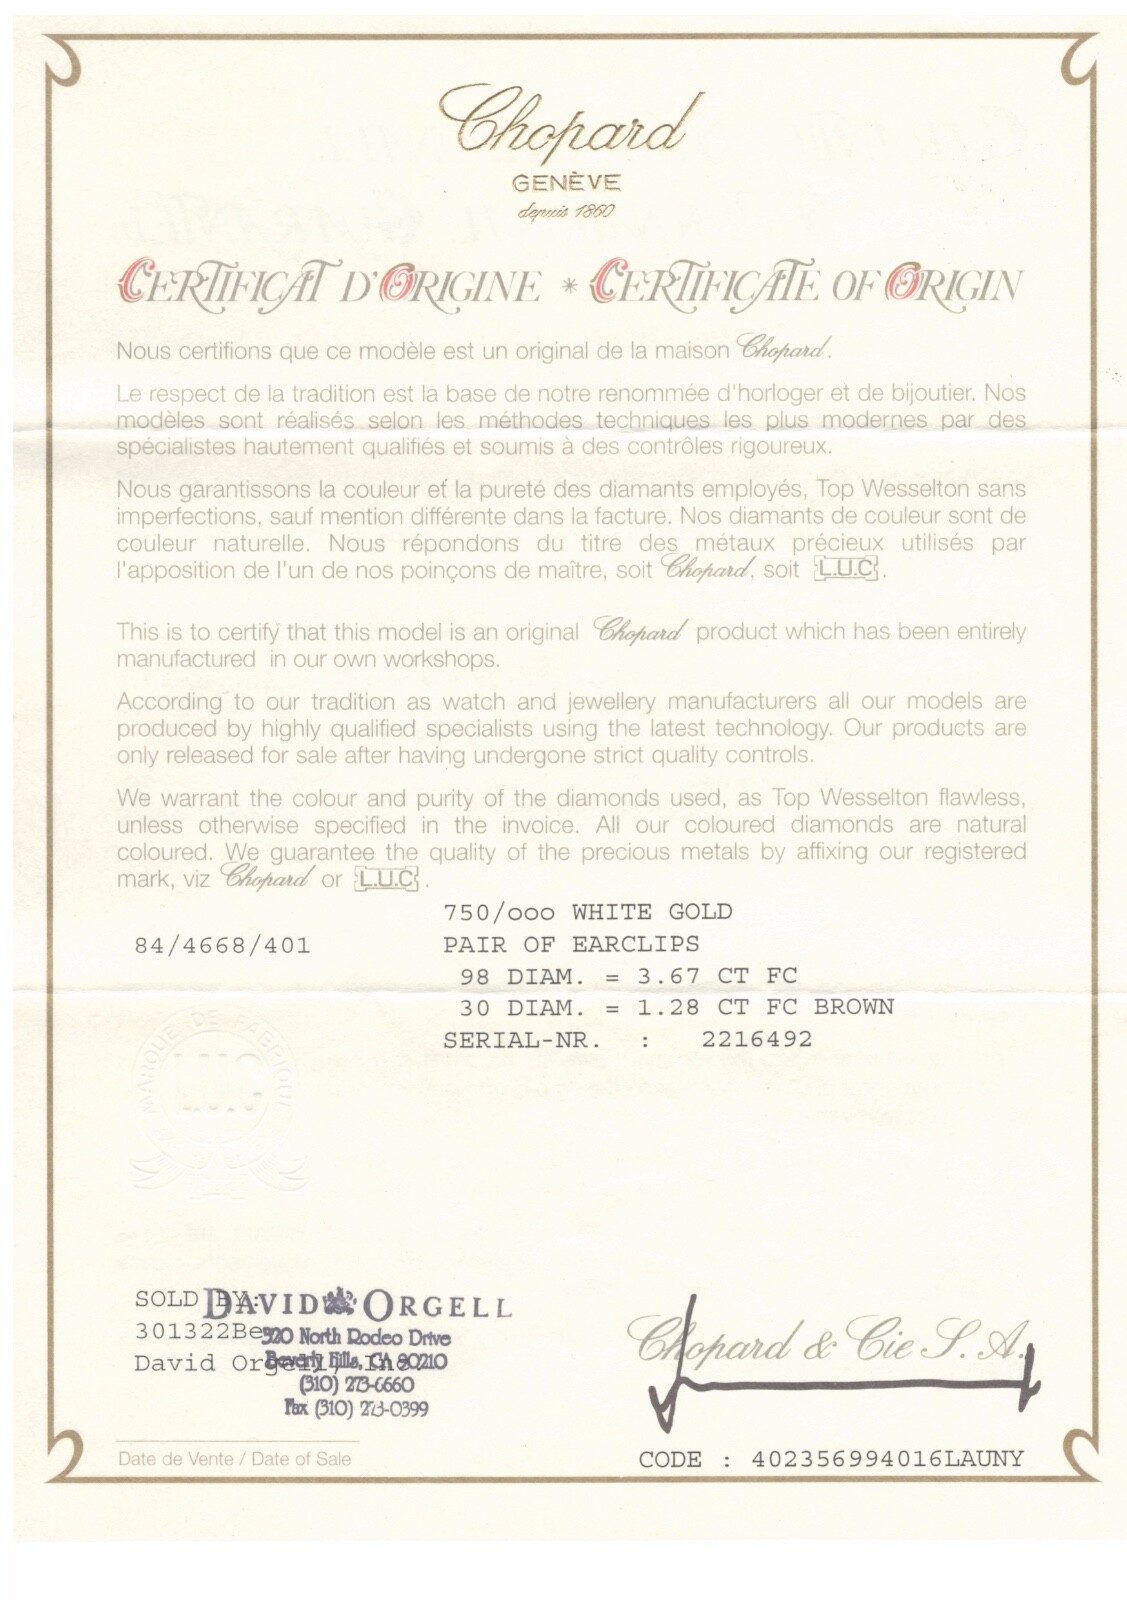 Chopard
GENÈVE
depuis 1860
CERTIFICAT D'ORIGINE * CERTIFICATE OF ORIGIN
Nous certifions que ce modèle est un original de la maison Chopard.
Le respect de la tradition est la base de notre renommée d'horloger et de bijoutier. Nos
modèles sont réalisés selon les méthodes techniques les plus modernes par des
spécialistes hautement qualifiés et soumis à des contrôles rigoureux.
Nous garantissons la couleur et la pureté des diamants employés, Top Wesselton sans
imperfections, sauf mention différente dans la facture. Nos diamants de couleur sont de
couleur naturelle. Nous répondons du titre des métaux précieux utilisés par
l'apposition de l'un de nos poinçons de maître, soit Chopard, soit L.U.C.
This is to certify that this model is an original Chopard product which has been entirely
manufactured in our own workshops.
According to our tradition as watch and jewellery manufacturers all our models are
produced by highly qualified specialists using the latest technology. Our products are
only released for sale after having undergone strict quality controls.
We warrant the colour and purity of the diamonds used, as Top Wesselton flawless,
unless otherwise specified in the invoice. All our coloured diamonds are natural
coloured. We guarantee the quality of the precious metals by affixing our registered
mark, viz Chopard or L.U.C.
750/ooo WHITE GOLD
84/4668/401 PAIR OF EARCLIPS
98 DIAM. = 3.67 CT FC
30 DIAM. = 1.28 CT FC BROWN
SERIAL-NR. : 2216492
MARQUE DE FABRIQUE
L.U.C
SOLD BY:
DAVID ORGELL
301322Be
320 North Rodeo Drive
David Orgell, Inc.
Beverly Hills, CA 90210
(310) 273-6660
Fax (310) 273-0399
Chopard & Cie S.A.
Date de Vente / Date of Sale
CODE : 402356994016LAUNY